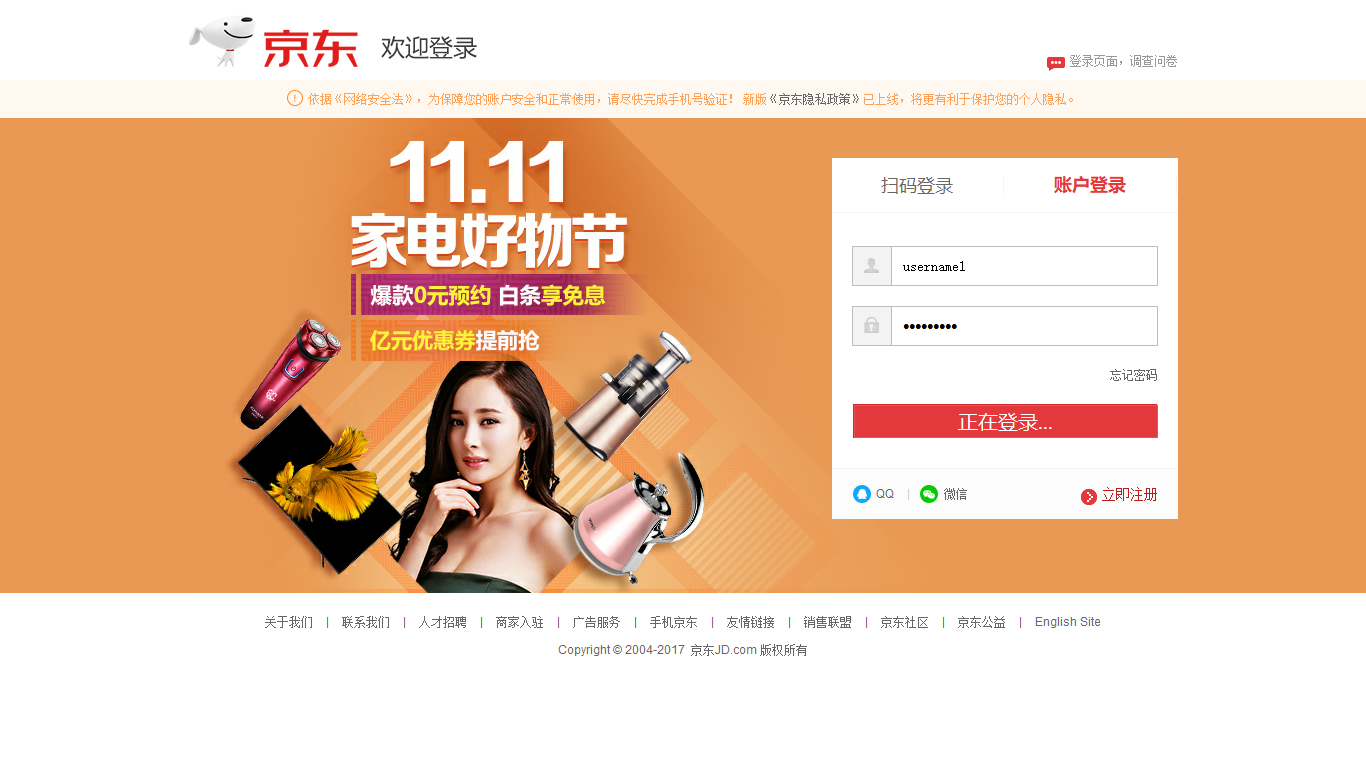 京东 欢迎登录
登录页面，调查问卷
依据《网络安全法》，为保障您的账户安全和正常使用，请尽快完成手机号验证！ 新版《京东隐私政策》已上线，将更有利于保护您的个人隐私。
11.11
家电好物节
爆款0元预约 白条享免息
亿元优惠券提前抢
扫码登录 账户登录
username1
•••••••••
忘记密码
正在登录...
QQ | 微信 立即注册
关于我们 | 联系我们 | 人才招聘 | 商家入驻 | 广告服务 | 手机京东 | 友情链接 | 销售联盟 | 京东社区 | 京东公益 | English Site
Copyright © 2004-2017 京东JD.com 版权所有